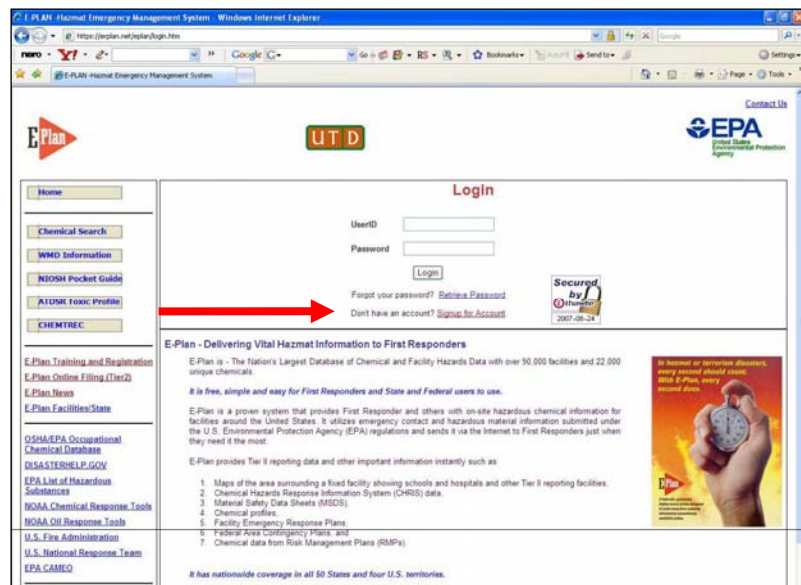 E-PLAN -Hazmat Emergency Management System - Windows Internet Explorer
https://erplan.net/eplan/login.htm
Google
nero
Y!
Google
G
Go
RS
Bookmarks
Send to
Settings
E-PLAN -Hazmat Emergency Management System
Page
Tools
Contact Us
E Plan
UTD
EPA
United States
Environmental Protection
Agency
Home
Chemical Search
WMD Information
NIOSH Pocket Guide
ATDSR Toxic Profile
CHEMTREC
E-Plan Training and Registration
E-Plan Online Filing (Tier2)
E-Plan News
E-Plan Facilities/State
OSHA/EPA Occupational
Chemical Database
DISASTERHELP.GOV
EPA List of Hazardous
Substances
NOAA Chemical Response Tools
NOAA Oil Response Tools
U.S. Fire Administration
U.S. National Response Team
EPA CAMEO
Login
UserID
Password
Login
Forgot your password? Retrieve Password
Don't have an account? Signup for Account
Secured
by
thawte
2007-08-24
E-Plan - Delivering Vital Hazmat Information to First Responders
E-Plan is - The Nation's Largest Database of Chemical and Facility Hazards Data with over 90,000 facilities and 22,000
unique chemicals.
It is free, simple and easy for First Responders and State and Federal users to use.
E-Plan is a proven system that provides First Responder and others with on-site hazardous chemical information for
facilities around the United States. It utilizes emergency contact and hazardous material information submitted under
the U.S. Environmental Protection Agency (EPA) regulations and sends it via the Internet to First Responders just when
they need it the most.
E-Plan provides Tier II reporting data and other important information instantly such as:
1. Maps of the area surrounding a fixed facility showing schools and hospitals and other Tier II reporting facilities.
2. Chemical Hazards Response Information System (CHRIS) data.
3. Material Safety Data Sheets (MSDS).
4. Chemical profiles.
5. Facility Emergency Response Plans.
6. Federal Area Contingency Plans, and
7. Chemical data from Risk Management Plans (RMPs).
It has nationwide coverage in all 50 States and four U.S. territories.
In hazmat or terrorism disasters,
every second should count.
With E-Plan, every
second does.
E Plan